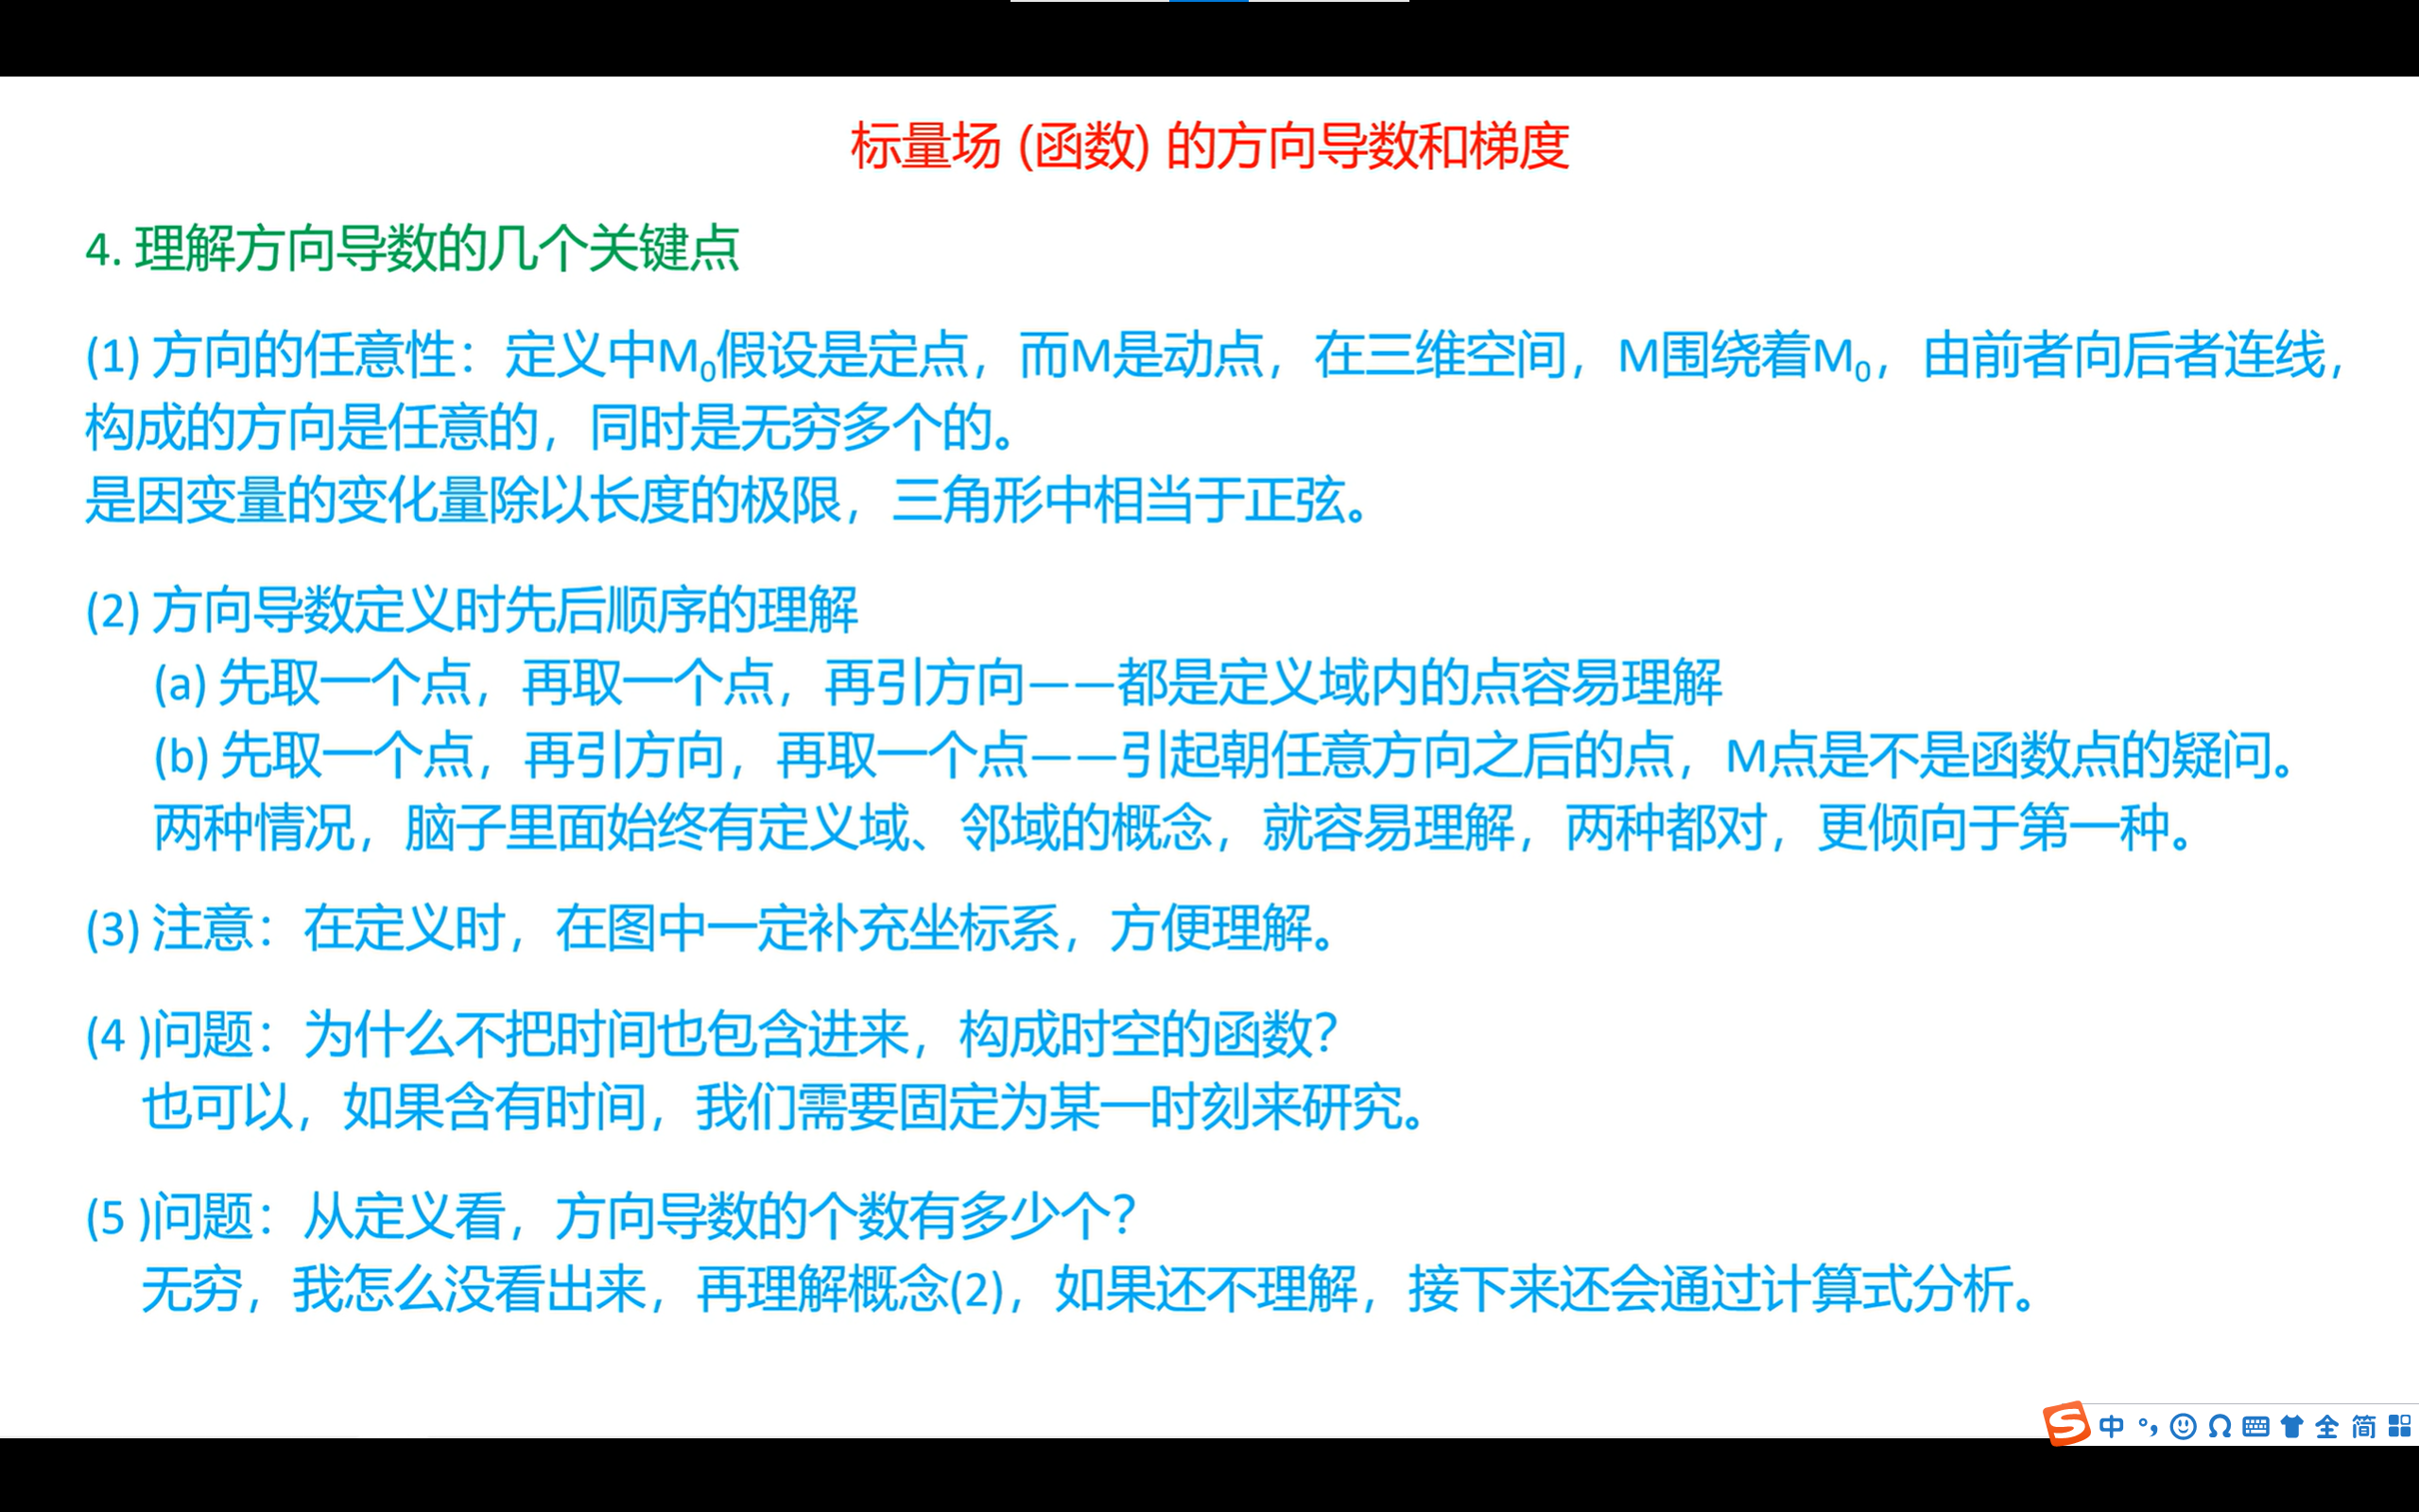 标量场 (函数) 的方向导数和梯度
4. 理解方向导数的几个关键点
(1) 方向的任意性：定义中M₀假设是定点，而M是动点，在三维空间，M围绕着M₀，由前者向后者连线，
构成的方向是任意的，同时是无穷多个的。
是因变量的变化量除以长度的极限，三角形中相当于正弦。
(2) 方向导数定义时先后顺序的理解
(a) 先取一个点，再取一个点，再引方向——都是定义域内的点容易理解
(b) 先取一个点，再引方向，再取一个点——引起朝任意方向之后的点，M点是不是函数点的疑问。
两种情况，脑子里面始终有定义域、邻域的概念，就容易理解，两种都对，更倾向于第一种。
(3) 注意：在定义时，在图中一定补充坐标系，方便理解。
(4 )问题：为什么不把时间也包含进来，构成时空的函数？
也可以，如果含有时间，我们需要固定为某一时刻来研究。
(5 )问题：从定义看，方向导数的个数有多少个？
无穷，我怎么没看出来，再理解概念(2)，如果还不理解，接下来还会通过计算式分析。
S 中 °, 全 简